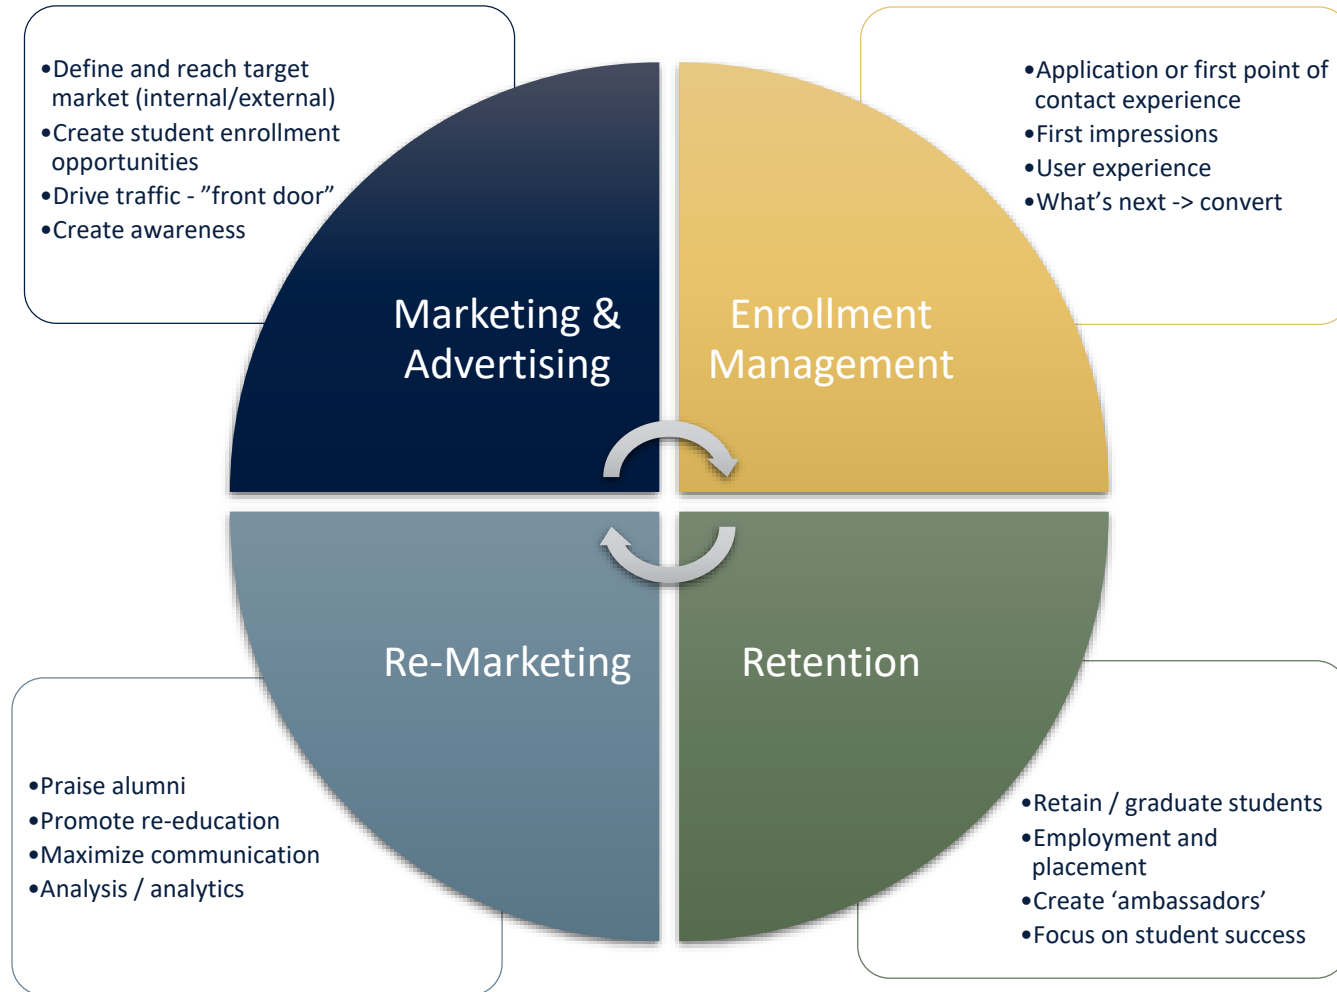 •Define and reach target
market (internal/external)
•Create student enrollment
opportunities
•Drive traffic - ”front door”
•Create awareness
•Application or first point of
contact experience
•First impressions
•User experience
•What’s next -> convert
Marketing &
Advertising
Enrollment
Management
Re-Marketing
Retention
•Praise alumni
•Promote re-education
•Maximize communication
•Analysis / analytics
•Retain / graduate students
•Employment and
placement
•Create ‘ambassadors’
•Focus on student success